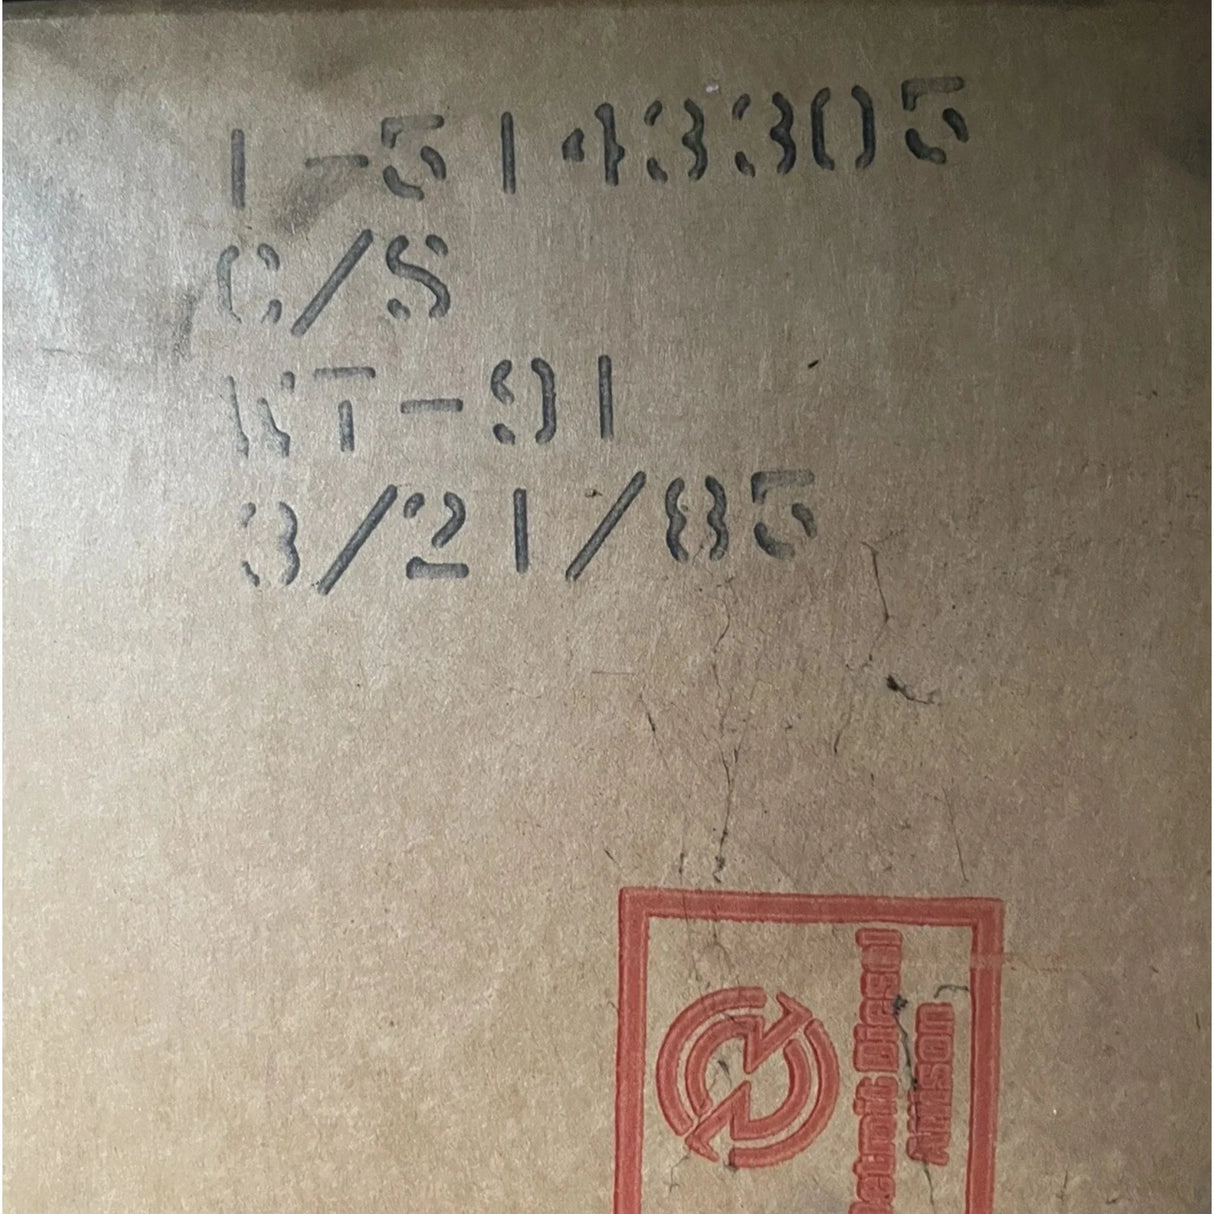 1-5143305
C/S
WT-91
3/21/85
Detroit Diesel
Allison